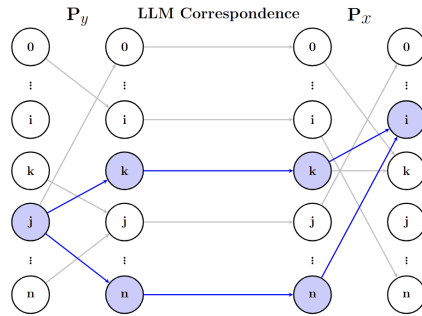 P_y LLM Correspondence P_x
0 0 0 0
⋮ ⋮ ⋮ ⋮
i i i i
k k k k
j j j j
⋮ ⋮ ⋮ ⋮
n n n n